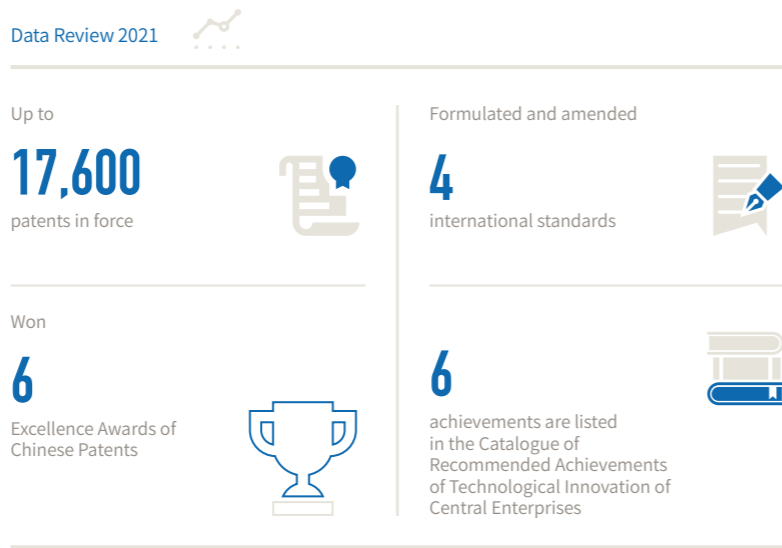 Data Review 2021
Up to
17,600
patents in force
Formulated and amended
4
international standards
Won
6
Excellence Awards of
Chinese Patents
6
achievements are listed
in the Catalogue of
Recommended Achievements
of Technological Innovation of
Central Enterprises